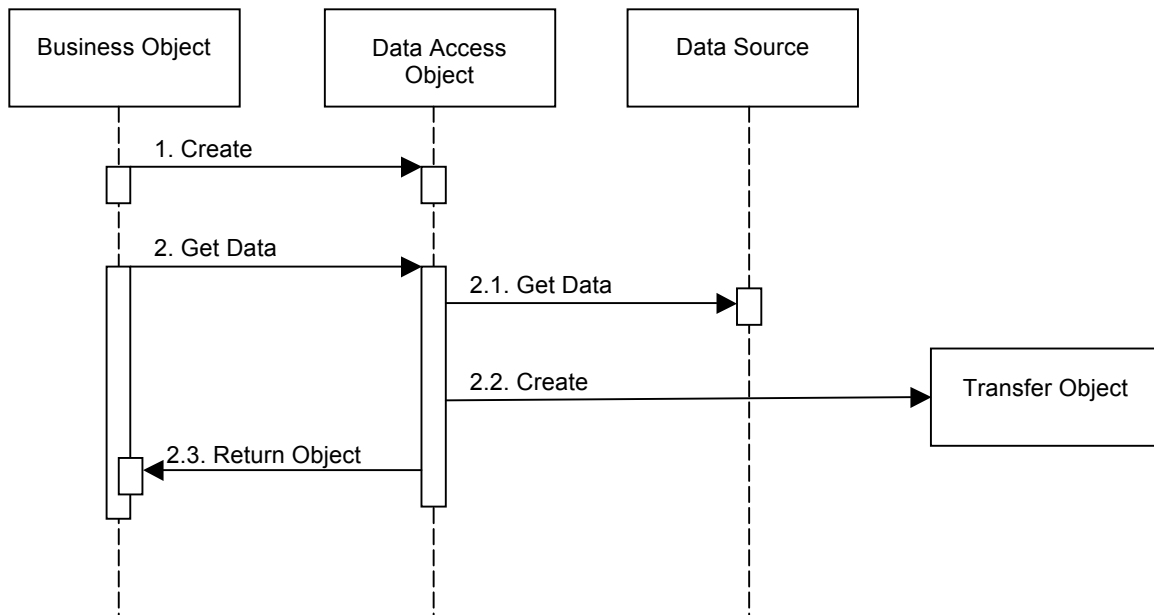 Business Object
Data Access
Object
Data Source
1. Create
2. Get Data
2.1. Get Data
2.2. Create
Transfer Object
2.3. Return Object